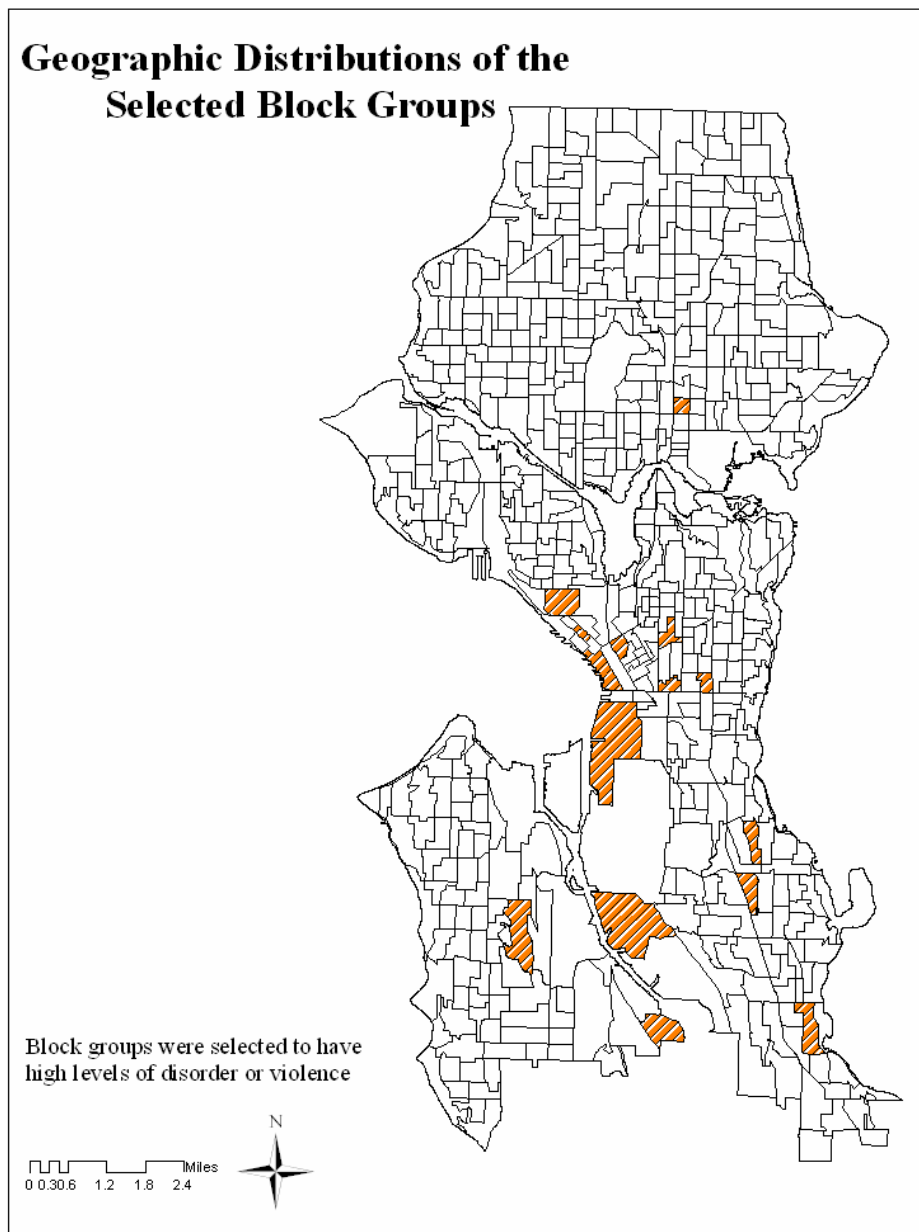 Geographic Distributions of the
Selected Block Groups
Block groups were selected to have
high levels of disorder or violence
N
Miles
0 0.30.6 1.2 1.8 2.4